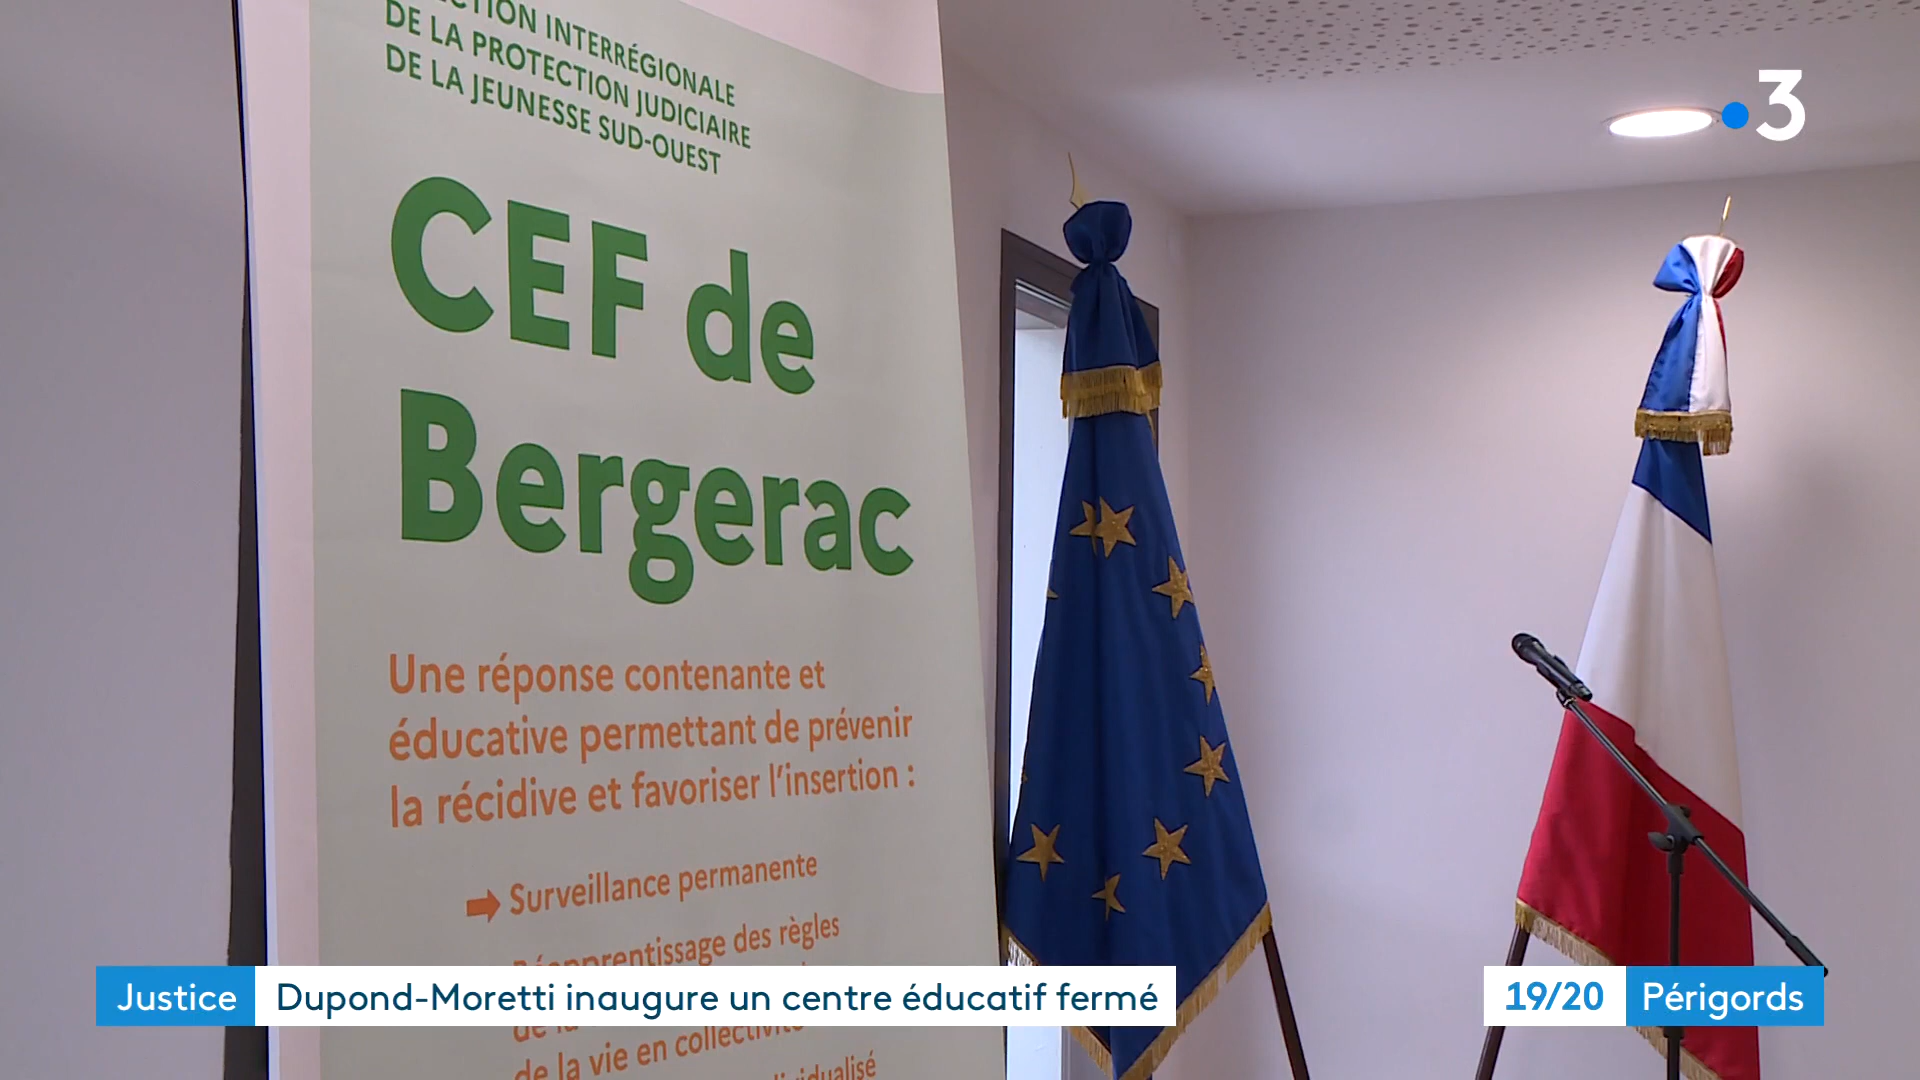 INTERRÉGIONALE
DE LA PROTECTION JUDICIAIRE
DE LA JEUNESSE SUD-OUEST
CEF de
Bergerac
Une réponse contenante et
éducative permettant de prévenir
la récidive et favoriser l'insertion :
Surveillance permanente
des règles
de la vie en
3
Justice Dupond-Moretti inaugure un centre éducatif fermé
19/20 Périgords